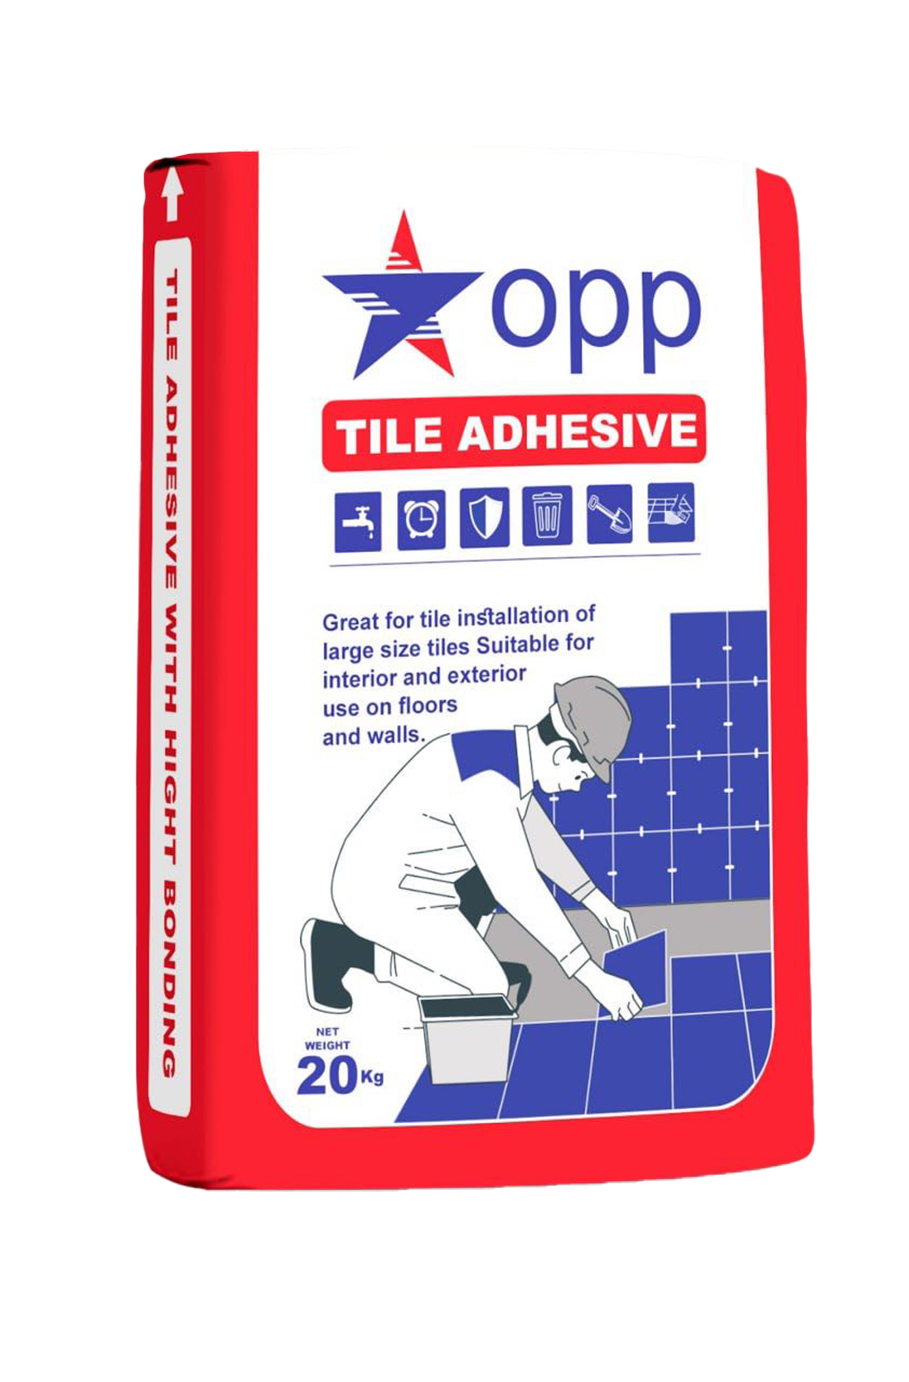 opp
TILE ADHESIVE
Great for tile installation of
large size tiles Suitable for
interior and exterior
use on floors
and walls.
NET
WEIGHT
20Kg
TILE ADHESIVE WITH HIGHT BONDING